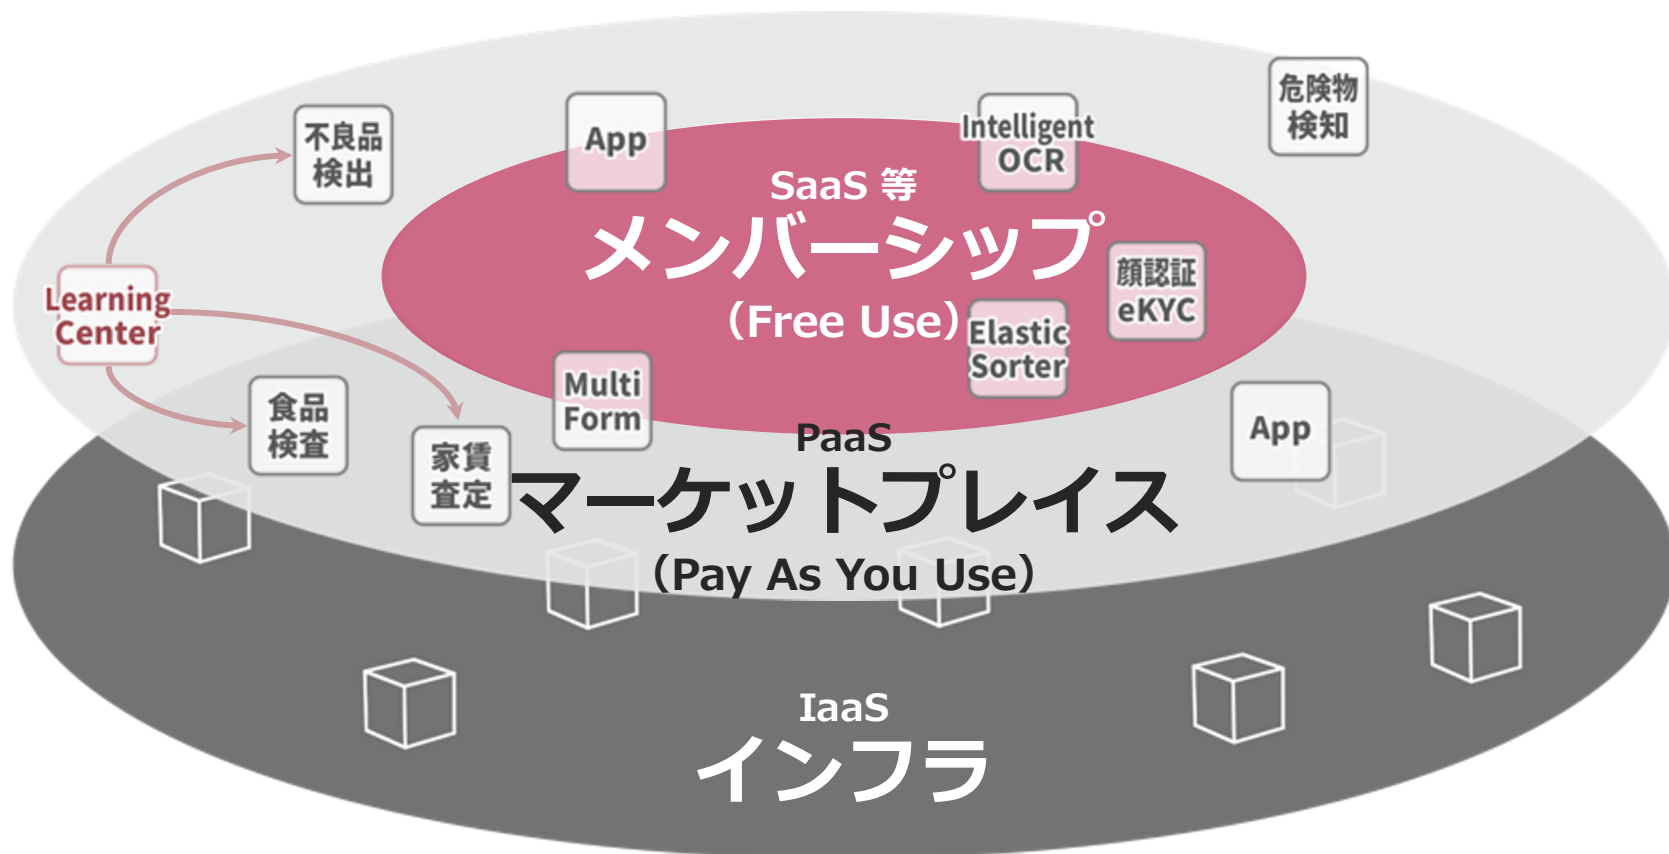 不良品
検出
App
Intelligent
OCR
危険物
検知
SaaS 等
メンバーシップ
（Free Use）
Learning
Center
顔認証
eKYC
Elastic
Sorter
Multi
Form
食品
検査
家賃
査定
App
PaaS
マーケットプレイス
（Pay As You Use）
IaaS
インフラ